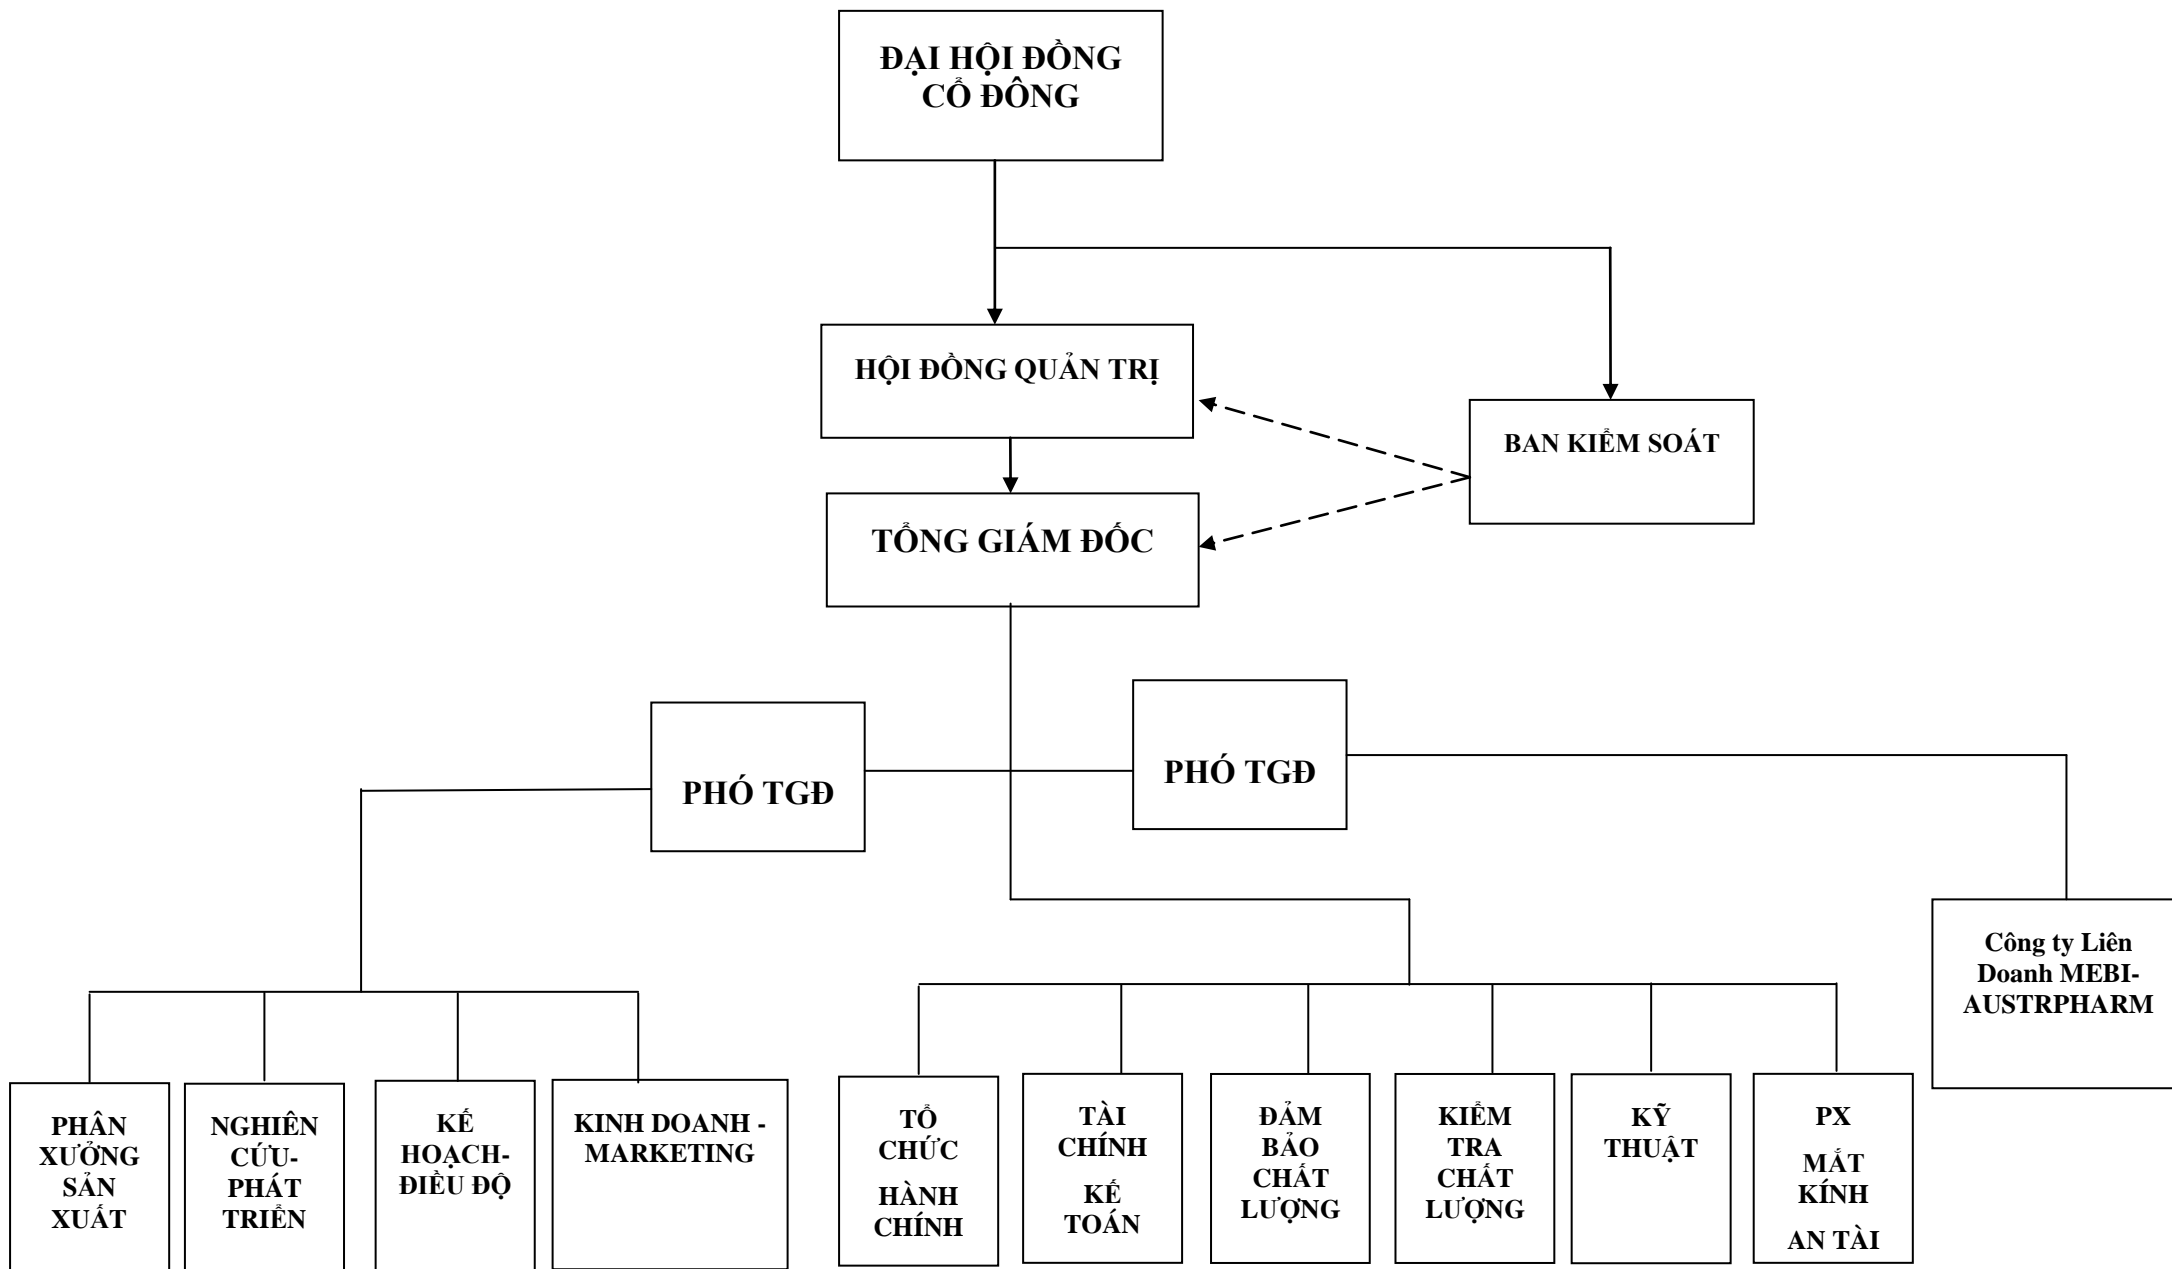 ĐẠI HỘI ĐỒNG
CỔ ĐÔNG
HỘI ĐỒNG QUẢN TRỊ
BAN KIỂM SOÁT
TỔNG GIÁM ĐỐC
PHÓ TGĐ
PHÓ TGĐ
Công ty Liên
Doanh MEBI-
AUSTRPHARM
PHÂN
XƯỞNG
SẢN
XUẤT
NGHIÊN
CỨU-
PHÁT
TRIỂN
KẾ
HOẠCH-
ĐIỀU ĐỘ
KINH DOANH -
MARKETING
TỔ
CHỨC
HÀNH
CHÍNH
TÀI
CHÍNH
KẾ
TOÁN
ĐẢM
BẢO
CHẤT
LƯỢNG
KIỂM
TRA
CHẤT
LƯỢNG
KỸ
THUẬT
PX
MẮT
KÍNH
AN TÀI